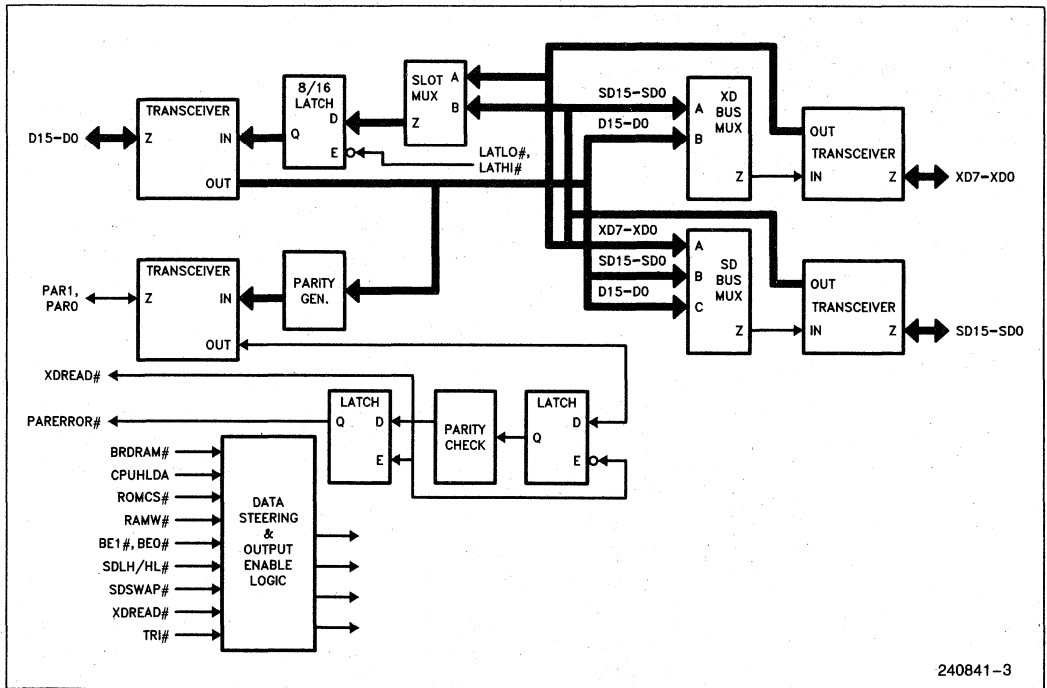 TRANSCEIVER
D15-D0
Z
IN
OUT
8/16
LATCH
D
Q
E
LATLO#,
LATHI#
SLOT
MUX
A
B
Z
SD15-SD0
D15-D0
XD
BUS
MUX
A
B
Z
OUT
TRANSCEIVER
IN
Z
XD7-XD0
XD7-XD0
SD15-SD0
D15-D0
A
B
C
SD
BUS
MUX
Z
OUT
TRANSCEIVER
IN
Z
SD15-SD0
TRANSCEIVER
PAR1,
PAR0
Z
IN
OUT
PARITY
GEN.
XDREAD#
PARERROR#
LATCH
Q
D
E
PARITY
CHECK
LATCH
D
Q
E
BRDRAM#
CPUHLDA
ROMCS#
RAMW#
BE1#, BE0#
SDLH/HL#
SDSWAP#
XDREAD#
TRI#
DATA
STEERING
&
OUTPUT
ENABLE
LOGIC
240841-3